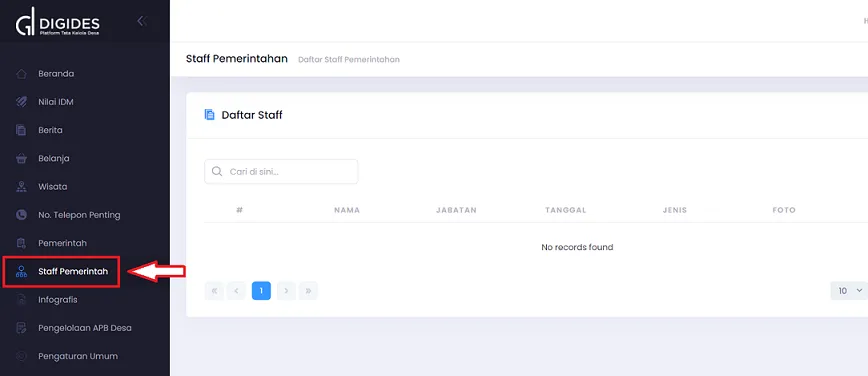 DIGIDES
Platform Tata Kelola Desa
Beranda
Nilai IDM
Berita
Belanja
Wisata
No. Telepon Penting
Pemerintah
Staff Pemerintah
Infografis
Pengelolaan APB Desa
Pengaturan Umum
Staff Pemerintahan Daftar Staff Pemerintahan
Daftar Staff
Cari di sini...
# NAMA JABATAN TANGGAL JENIS FOTO
No records found
« ‹ 1 › » 10